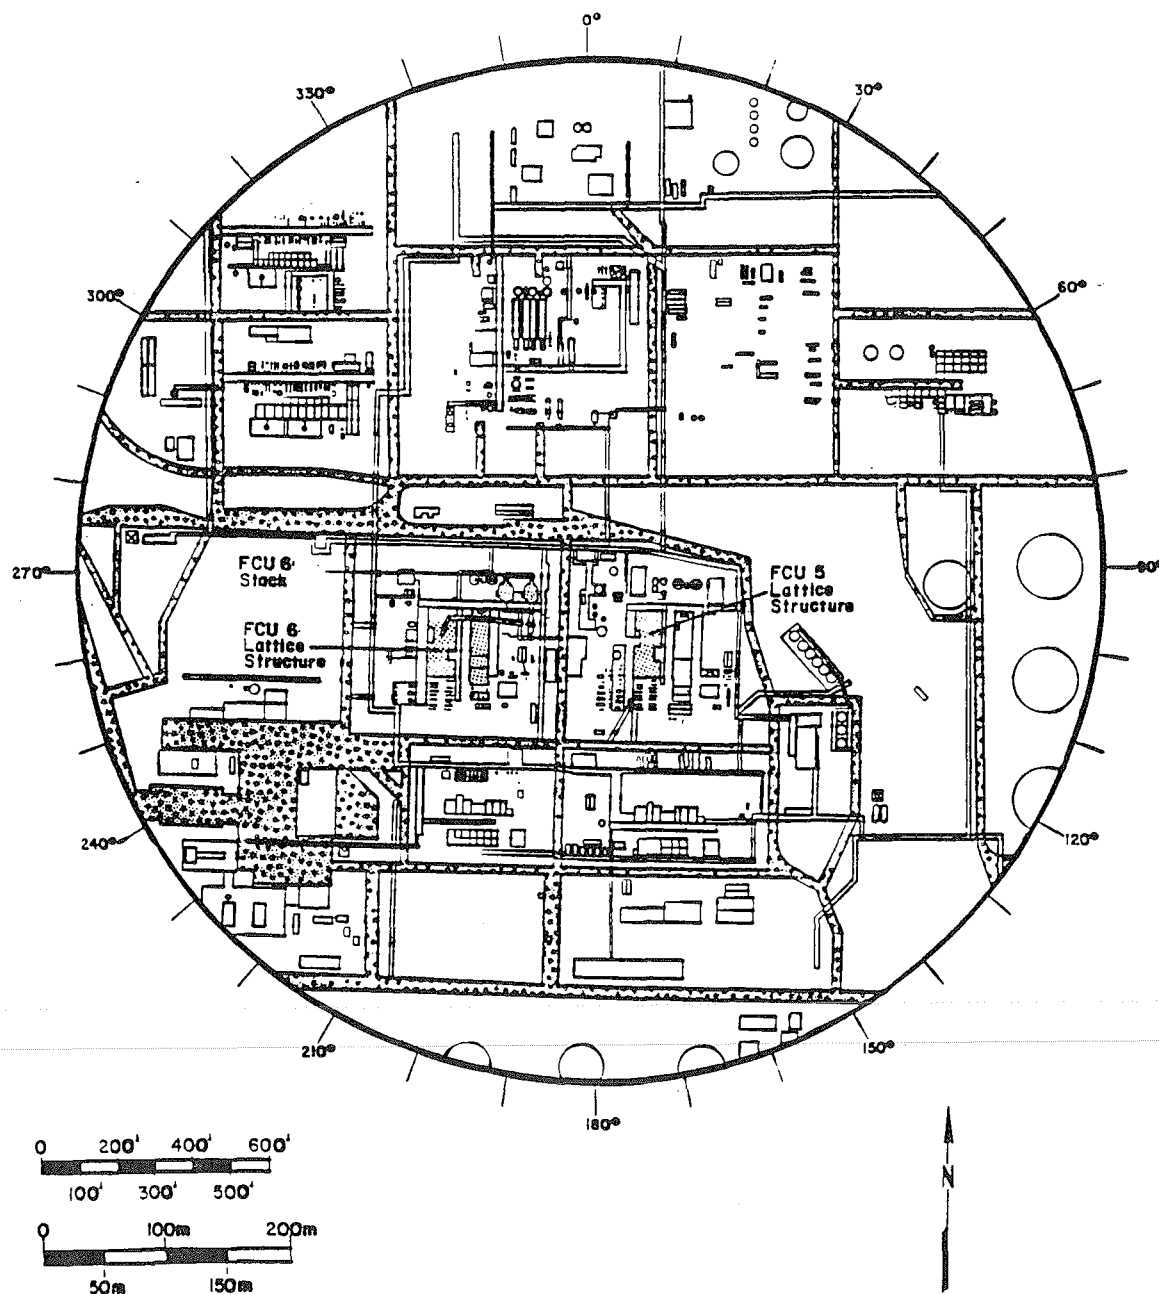 0°
330°
30°
300°
60°
FCU 6
Stack
FCU 5
Lattice
Structure
270°
90°
FCU 6
Lattice
Structure
240°
120°
210°
150°
180°
0 200' 400' 600'
100' 300' 500'
N
0 100m 200m
50m 150m